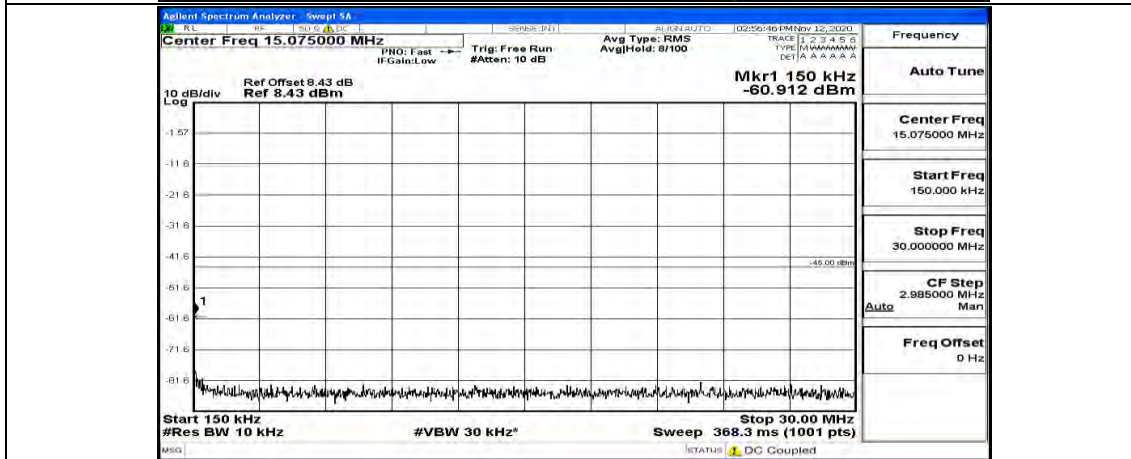 Agilent Spectrum Analyzer - Swept SA
RL RF 50 Ω DC SENSE:INT ALIGN AUTO 02:56:46 PM Nov 12, 2020
Center Freq 15.075000 MHz
PNO: Fast
IFGain:Low
Trig: Free Run
#Atten: 10 dB
Avg Type: RMS
Avg|Hold: 8/100
TRACE 1 2 3 4 5 6
TYPE M WWWWW
DET A A A A A A
Ref Offset 8.43 dB
10 dB/div Ref 8.43 dBm
Log
Mkr1 150 kHz
-60.912 dBm
-1.57
-11.6
-21.6
-31.6
-41.6
-45.00 dBm
-51.6
1
-61.6
-71.6
-81.6
Start 150 kHz
Stop 30.00 MHz
#Res BW 10 kHz
#VBW 30 kHz*
Sweep 368.3 ms (1001 pts)
MSG
STATUS DC Coupled
Frequency
Auto Tune
Center Freq
15.075000 MHz
Start Freq
150.000 kHz
Stop Freq
30.000000 MHz
CF Step
2.985000 MHz
Auto Man
Freq Offset
0 Hz